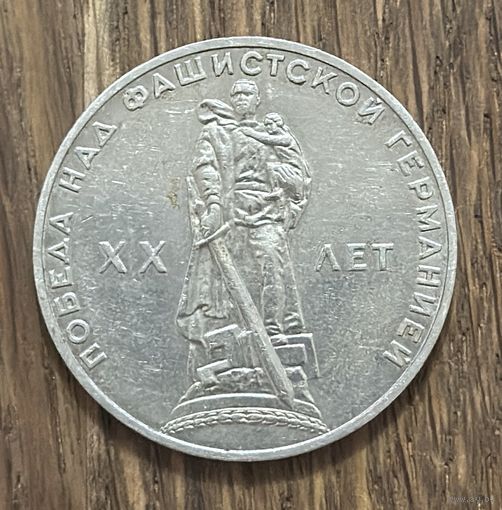 ПОБЕДА НАД ФАШИСТСКОЙ ГЕРМАНИЕЙ
XX ЛЕТ